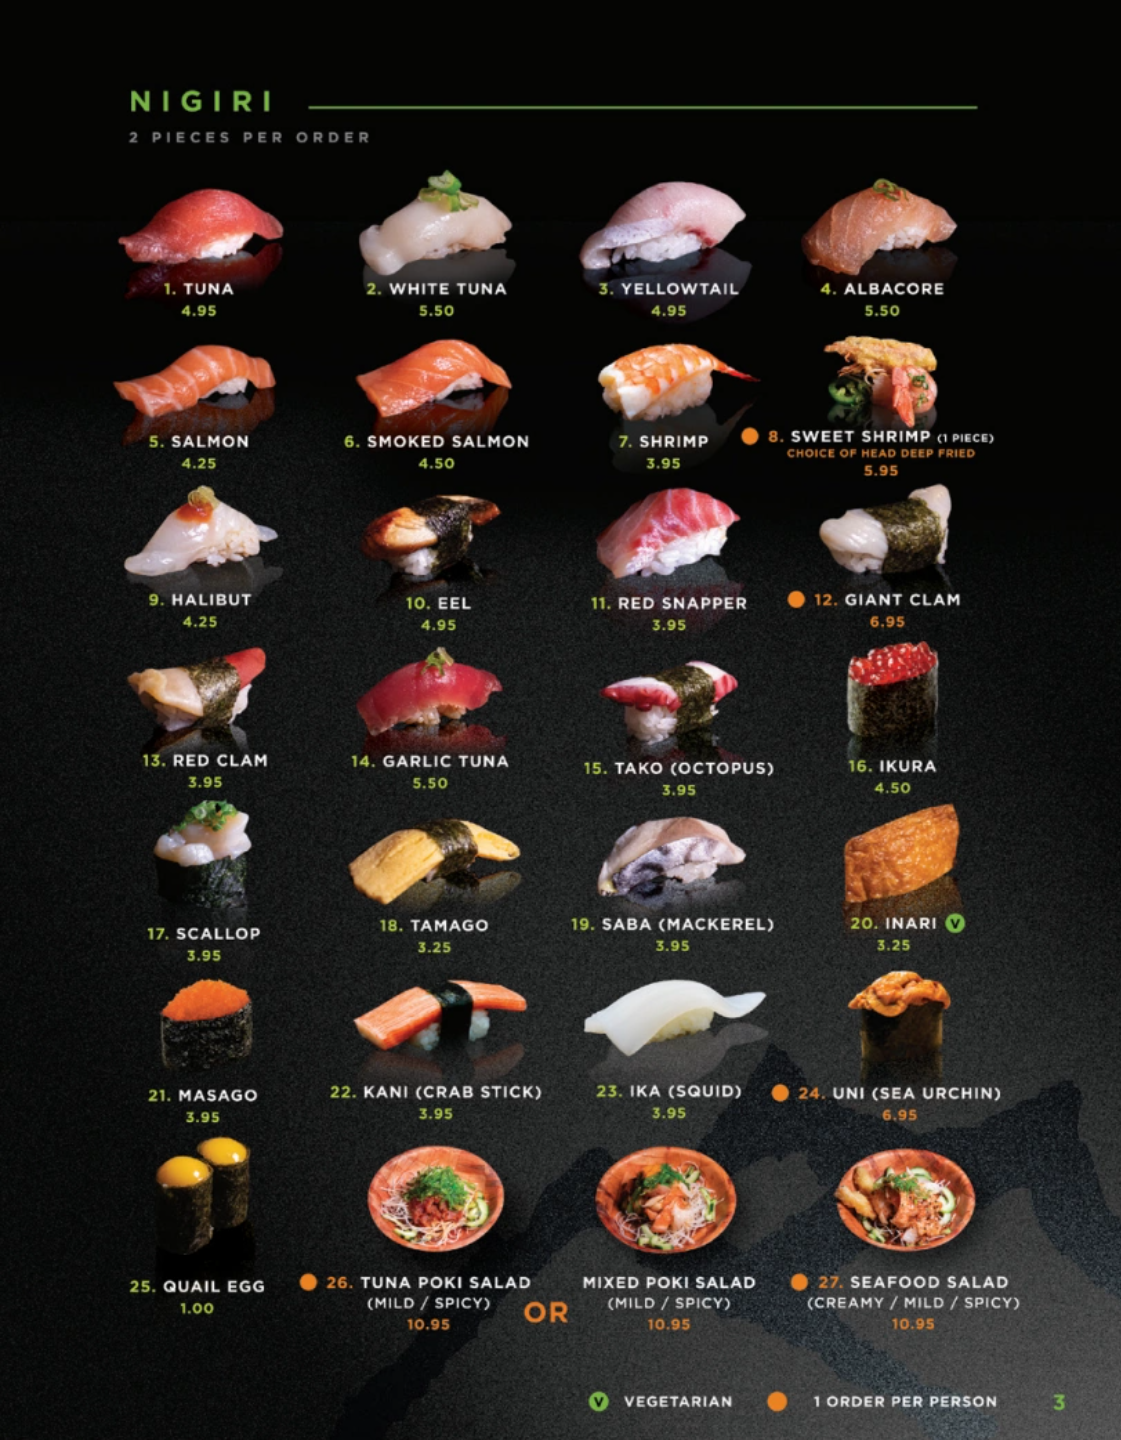 NIGIRI
2 PIECES PER ORDER
1. TUNA
4.95
2. WHITE TUNA
5.50
3. YELLOWTAIL
4.95
4. ALBACORE
5.50
5. SALMON
4.25
6. SMOKED SALMON
4.50
7. SHRIMP
3.95
8. SWEET SHRIMP (1 PIECE)
CHOICE OF HEAD DEEP FRIED
5.95
9. HALIBUT
4.25
10. EEL
4.95
11. RED SNAPPER
3.95
12. GIANT CLAM
6.95
13. RED CLAM
3.95
14. GARLIC TUNA
5.50
15. TAKO (OCTOPUS)
3.95
16. IKURA
4.50
17. SCALLOP
3.95
18. TAMAGO
3.25
19. SABA (MACKEREL)
3.95
20. INARI V
3.25
21. MASAGO
3.95
22. KANI (CRAB STICK)
3.95
23. IKA (SQUID)
3.95
24. UNI (SEA URCHIN)
6.95
25. QUAIL EGG
1.00
26. TUNA POKI SALAD
(MILD / SPICY)
10.95
OR
MIXED POKI SALAD
(MILD / SPICY)
10.95
27. SEAFOOD SALAD
(CREAMY / MILD / SPICY)
10.95
V VEGETARIAN
1 ORDER PER PERSON
3